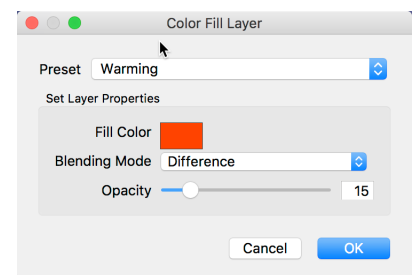 Color Fill Layer
Preset Warming
Set Layer Properties
Fill Color
Blending Mode Difference
Opacity 15
Cancel OK